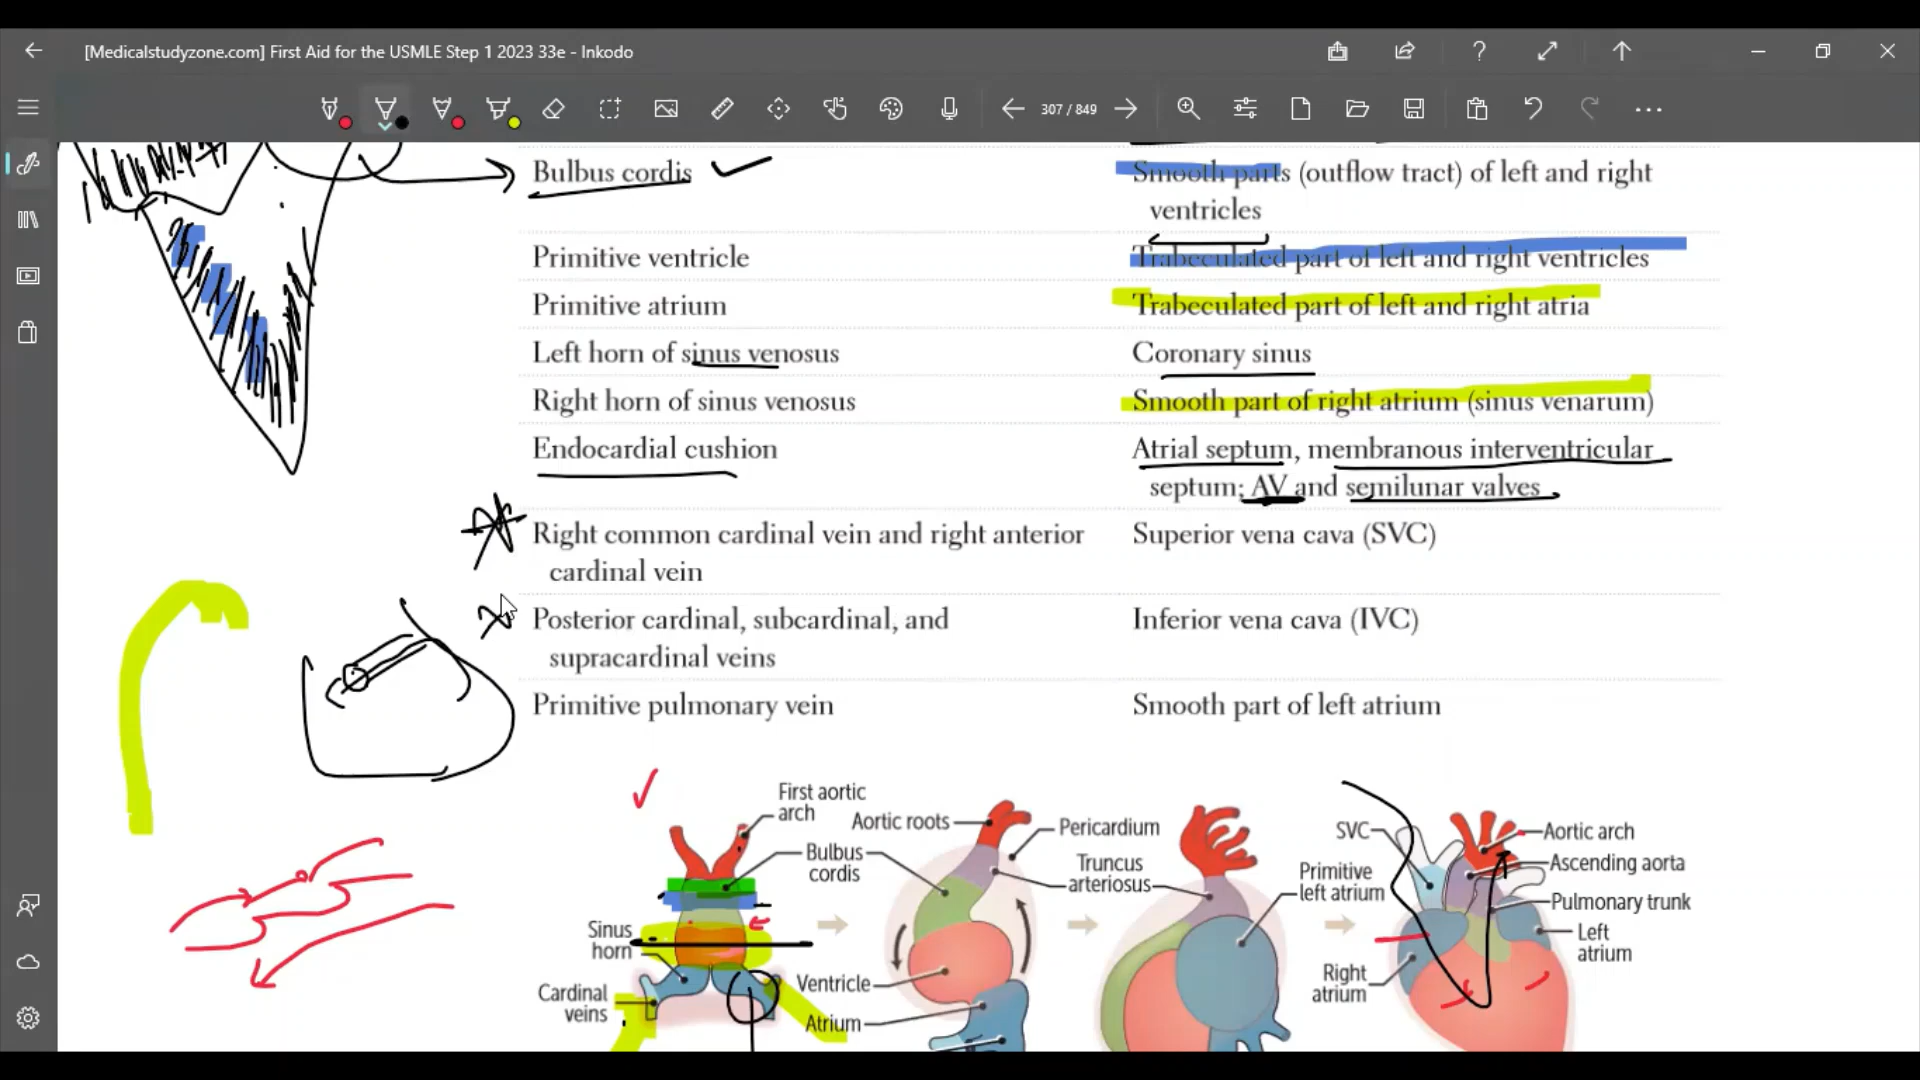 [Medicalstudyzone.com] First Aid for the USMLE Step 1 2023 33e - Inkodo
307 / 849
Bulbus cordis
Smooth parts (outflow tract) of left and right
ventricles
Primitive ventricle
Trabeculated part of left and right ventricles
Primitive atrium
Trabeculated part of left and right atria
Left horn of sinus venosus
Coronary sinus
Right horn of sinus venosus
Smooth part of right atrium (sinus venarum)
Endocardial cushion
Atrial septum, membranous interventricular
septum; AV and semilunar valves
Right common cardinal vein and right anterior
cardinal vein
Superior vena cava (SVC)
Posterior cardinal, subcardinal, and
supracardinal veins
Inferior vena cava (IVC)
Primitive pulmonary vein
Smooth part of left atrium
First aortic
arch
Bulbus
cordis
Sinus
horn
Cardinal
veins
Aortic roots
Pericardium
Truncus
arteriosus
Ventricle
Atrium
Primitive
left atrium
SVC
Right
atrium
Aortic arch
Ascending aorta
Pulmonary trunk
Left
atrium